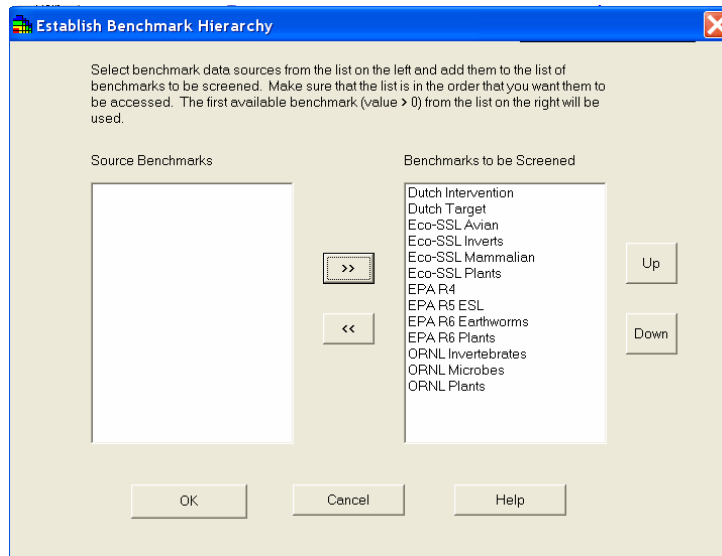 Establish Benchmark Hierarchy
Select benchmark data sources from the list on the left and add them to the list of
benchmarks to be screened. Make sure that the list is in the order that you want them to
be accessed. The first available benchmark (value > 0) from the list on the right will be
used.
Source Benchmarks
Benchmarks to be Screened
Dutch Intervention
Dutch Target
Eco-SSL Avian
Eco-SSL Inverts
Eco-SSL Mammalian
Eco-SSL Plants
EPA R4
EPA R5 ESL
EPA R6 Earthworms
EPA R6 Plants
ORNL Invertebrates
ORNL Microbes
ORNL Plants
>>
<<
Up
Down
OK
Cancel
Help